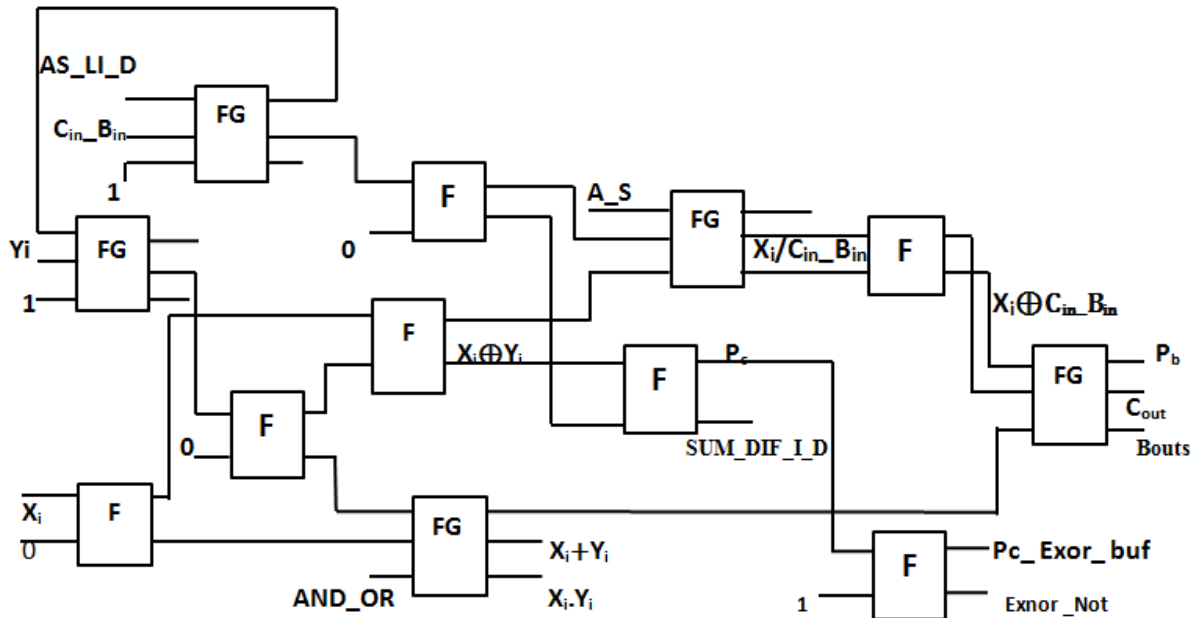 AS_LI_D
FG
Cin_Bin
1
F
0
A_S
FG
Yi
FG
1
Xi/Cin_Bin
F
Xi⊕Cin_Bin
F
Xi⊕Yi
F
Pc
FG
Pb
Cout
Bouts
F
0
SUM_DIF_I_D
Xi
F
0
FG
Xi+Yi
AND_OR
Xi.Yi
F
Pc_Exor_buf
1
Exnor_Not